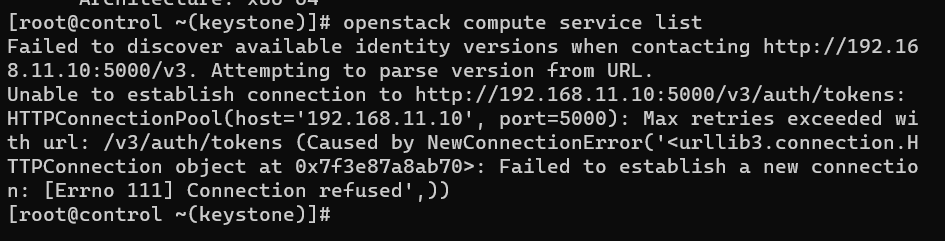 Architecture: x86-64
[root@control ~(keystone)]# openstack compute service list
Failed to discover available identity versions when contacting http://192.16
8.11.10:5000/v3. Attempting to parse version from URL.
Unable to establish connection to http://192.168.11.10:5000/v3/auth/tokens:
HTTPConnectionPool(host='192.168.11.10', port=5000): Max retries exceeded wi
th url: /v3/auth/tokens (Caused by NewConnectionError('<urllib3.connection.H
TTPConnection object at 0x7f3e87a8ab70>: Failed to establish a new connectio
n: [Errno 111] Connection refused',))
[root@control ~(keystone)]#